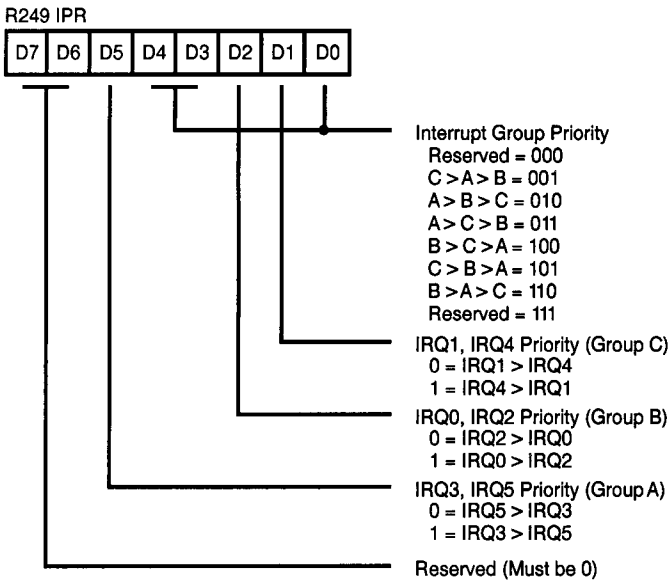 R249 IPR
D7 D6 D5 D4 D3 D2 D1 D0
Interrupt Group Priority
Reserved = 000
C > A > B = 001
A > B > C = 010
A > C > B = 011
B > C > A = 100
C > B > A = 101
B > A > C = 110
Reserved = 111
IRQ1, IRQ4 Priority (Group C)
0 = IRQ1 > IRQ4
1 = IRQ4 > IRQ1
IRQ0, IRQ2 Priority (Group B)
0 = IRQ2 > IRQ0
1 = IRQ0 > IRQ2
IRQ3, IRQ5 Priority (Group A)
0 = IRQ5 > IRQ3
1 = IRQ3 > IRQ5
Reserved (Must be 0)